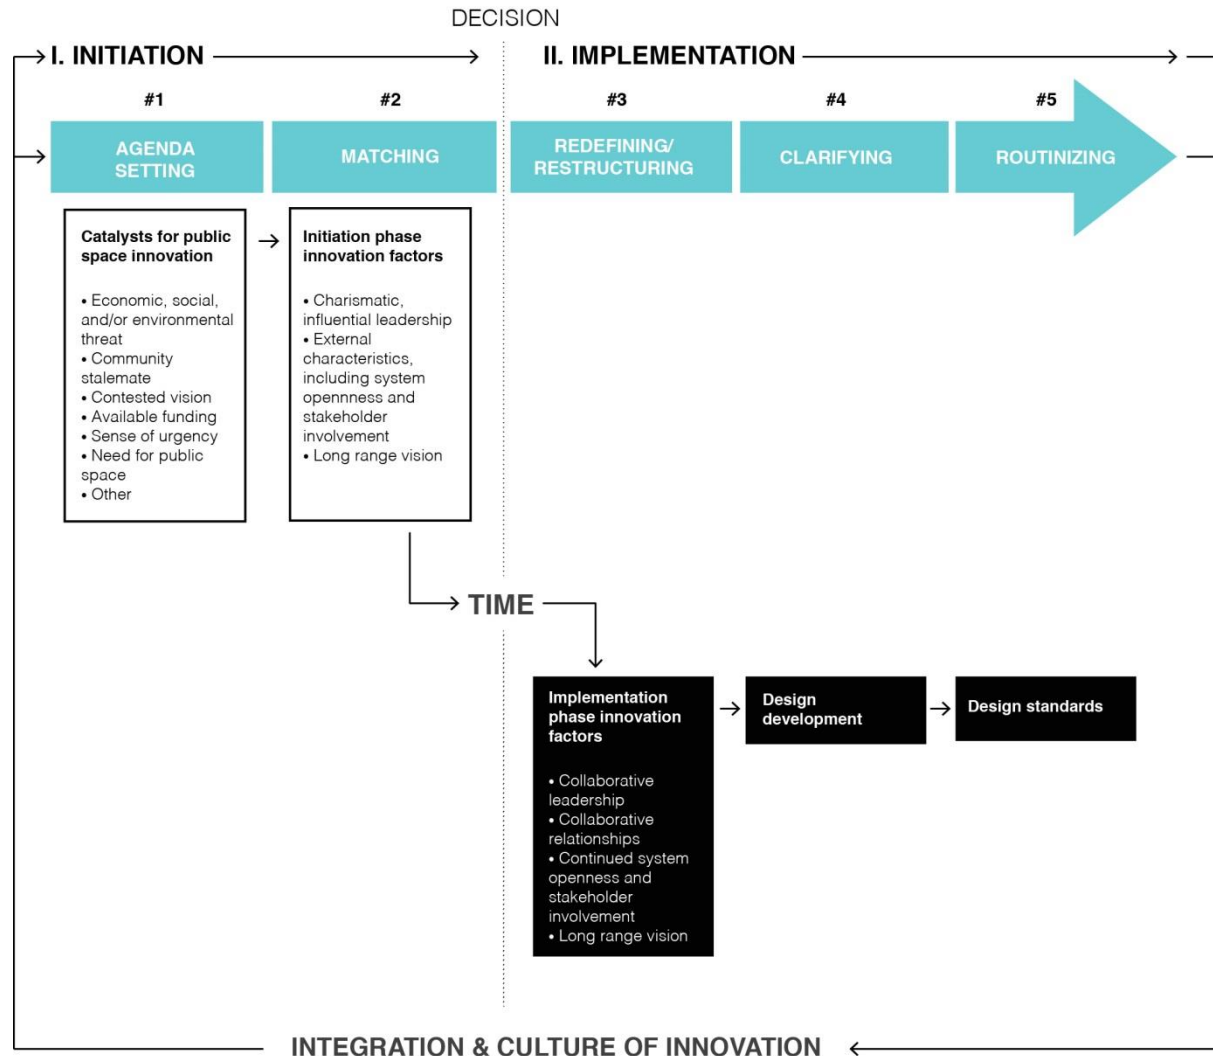 DECISION
I. INITIATION
II. IMPLEMENTATION
#1
#2
#3
#4
#5
AGENDA
SETTING
MATCHING
REDEFINING/
RESTRUCTURING
CLARIFYING
ROUTINIZING
Catalysts for public
space innovation
• Economic, social,
and/or environmental
threat
• Community
stalemate
• Contested vision
• Available funding
• Sense of urgency
• Need for public
space
• Other
Initiation phase
innovation factors
• Charismatic,
influential leadership
• External
characteristics,
including system
opennness and
stakeholder
involvement
• Long range vision
TIME
Implementation
phase innovation
factors
• Collaborative
leadership
• Collaborative
relationships
• Continued system
openness and
stakeholder
involvement
• Long range vision
Design
development
Design standards
INTEGRATION & CULTURE OF INNOVATION